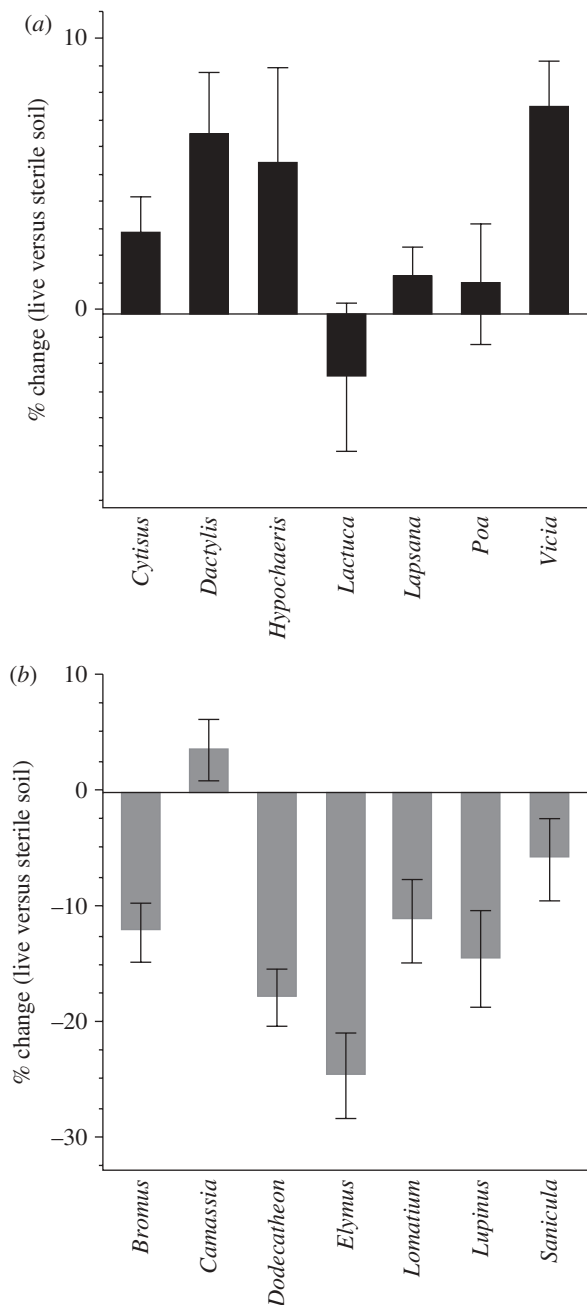 (a)
10
0
% change (live versus sterile soil)
Cytisus
Dactylis
Hypochaeris
Lactuca
Lapsana
Poa
Vicia
(b)
10
0
–10
–20
–30
% change (live versus sterile soil)
Bromus
Camassia
Dodecatheon
Elymus
Lomatium
Lupinus
Sanicula